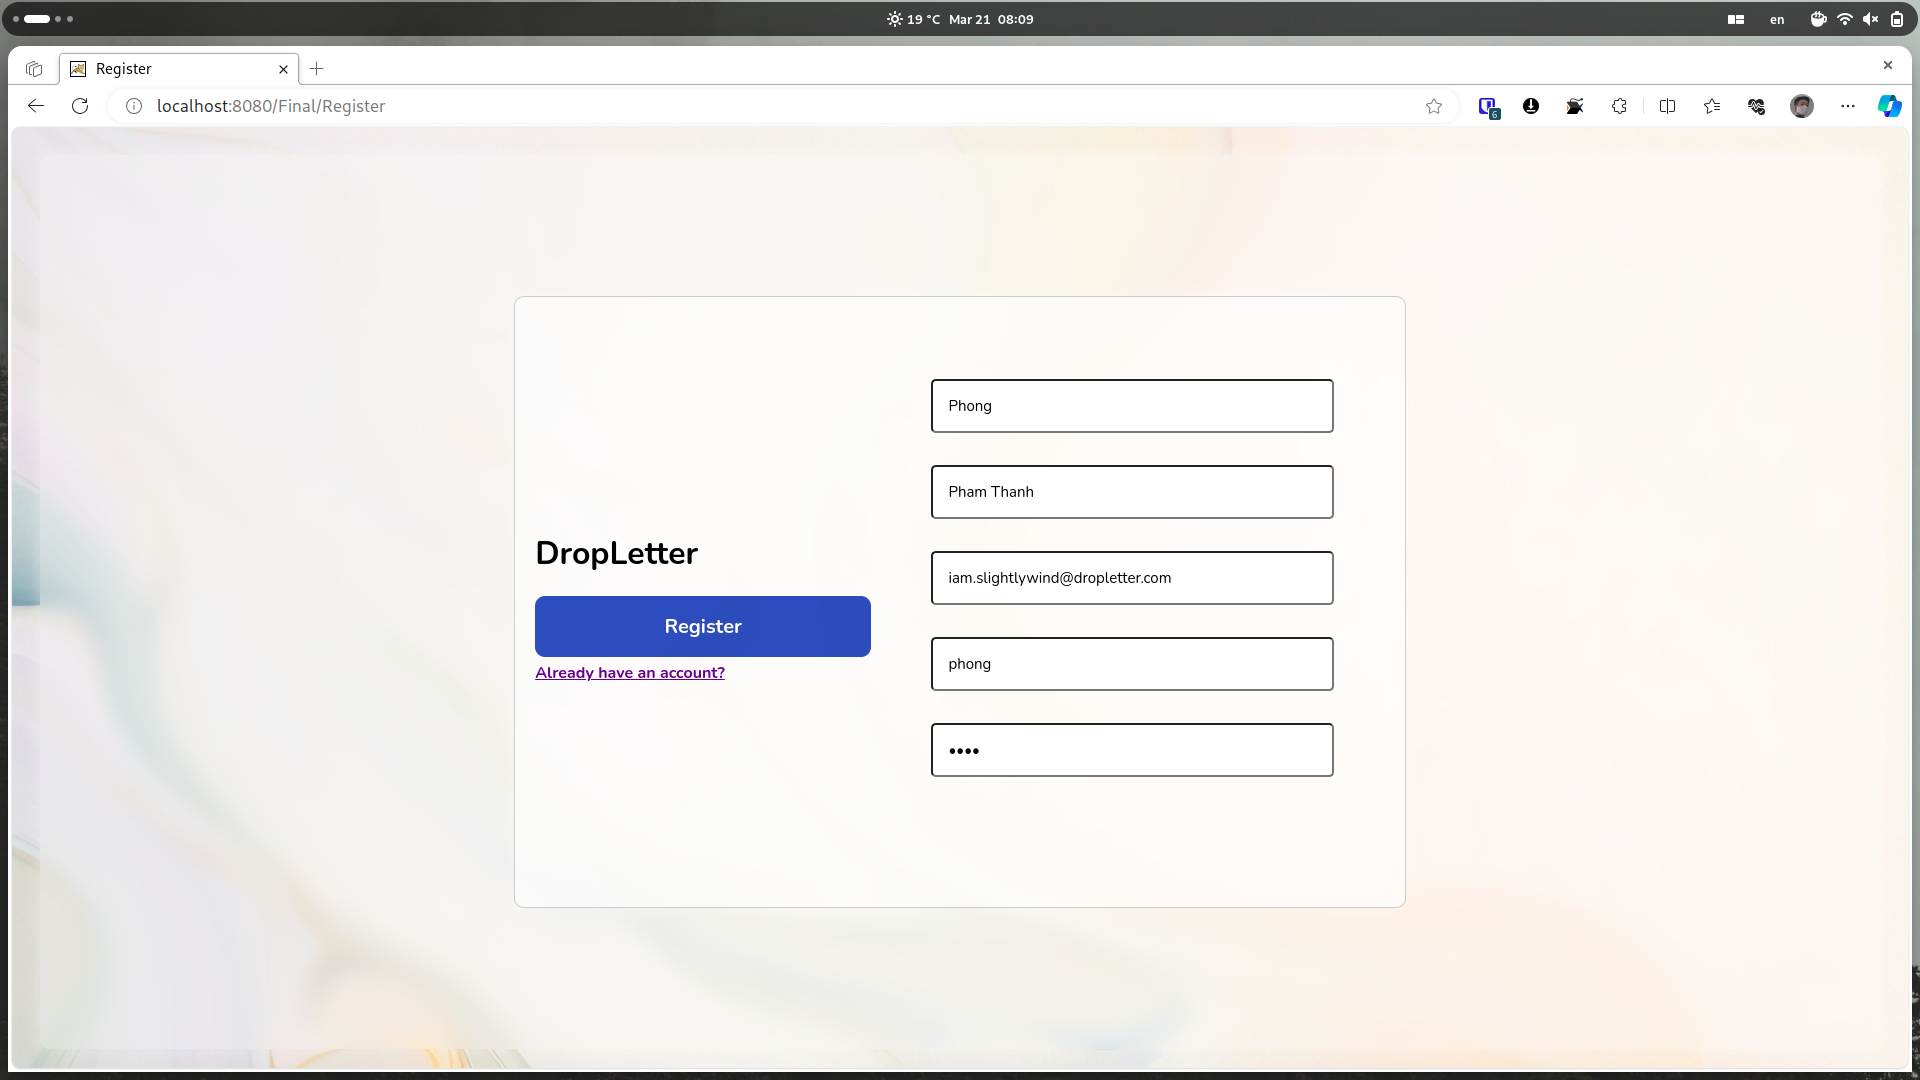 19 °C Mar 21 08:09
en
Register
localhost:8080/Final/Register
6
Phong
Pham Thanh
iam.slightlywind@dropletter.com
phong
••••
DropLetter
Register
Already have an account?